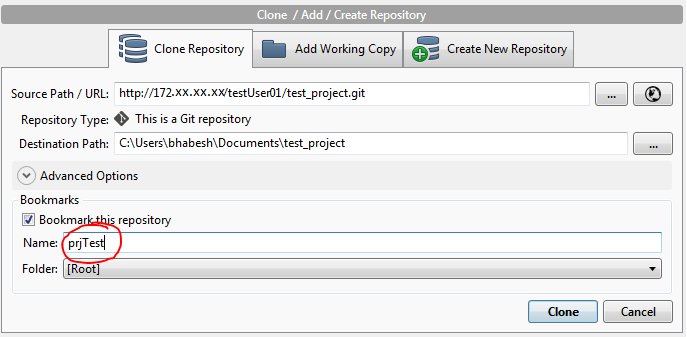 Clone / Add / Create Repository
Clone Repository
Add Working Copy
Create New Repository
Source Path / URL: http://172.xx.xx.xx/testUser01/test_project.git ...
Repository Type: This is a Git repository
Destination Path: C:\Users\bhabesh\Documents\test_project ...
Advanced Options
Bookmarks
Bookmark this repository
Name: prjTest
Folder: [Root]
Clone Cancel